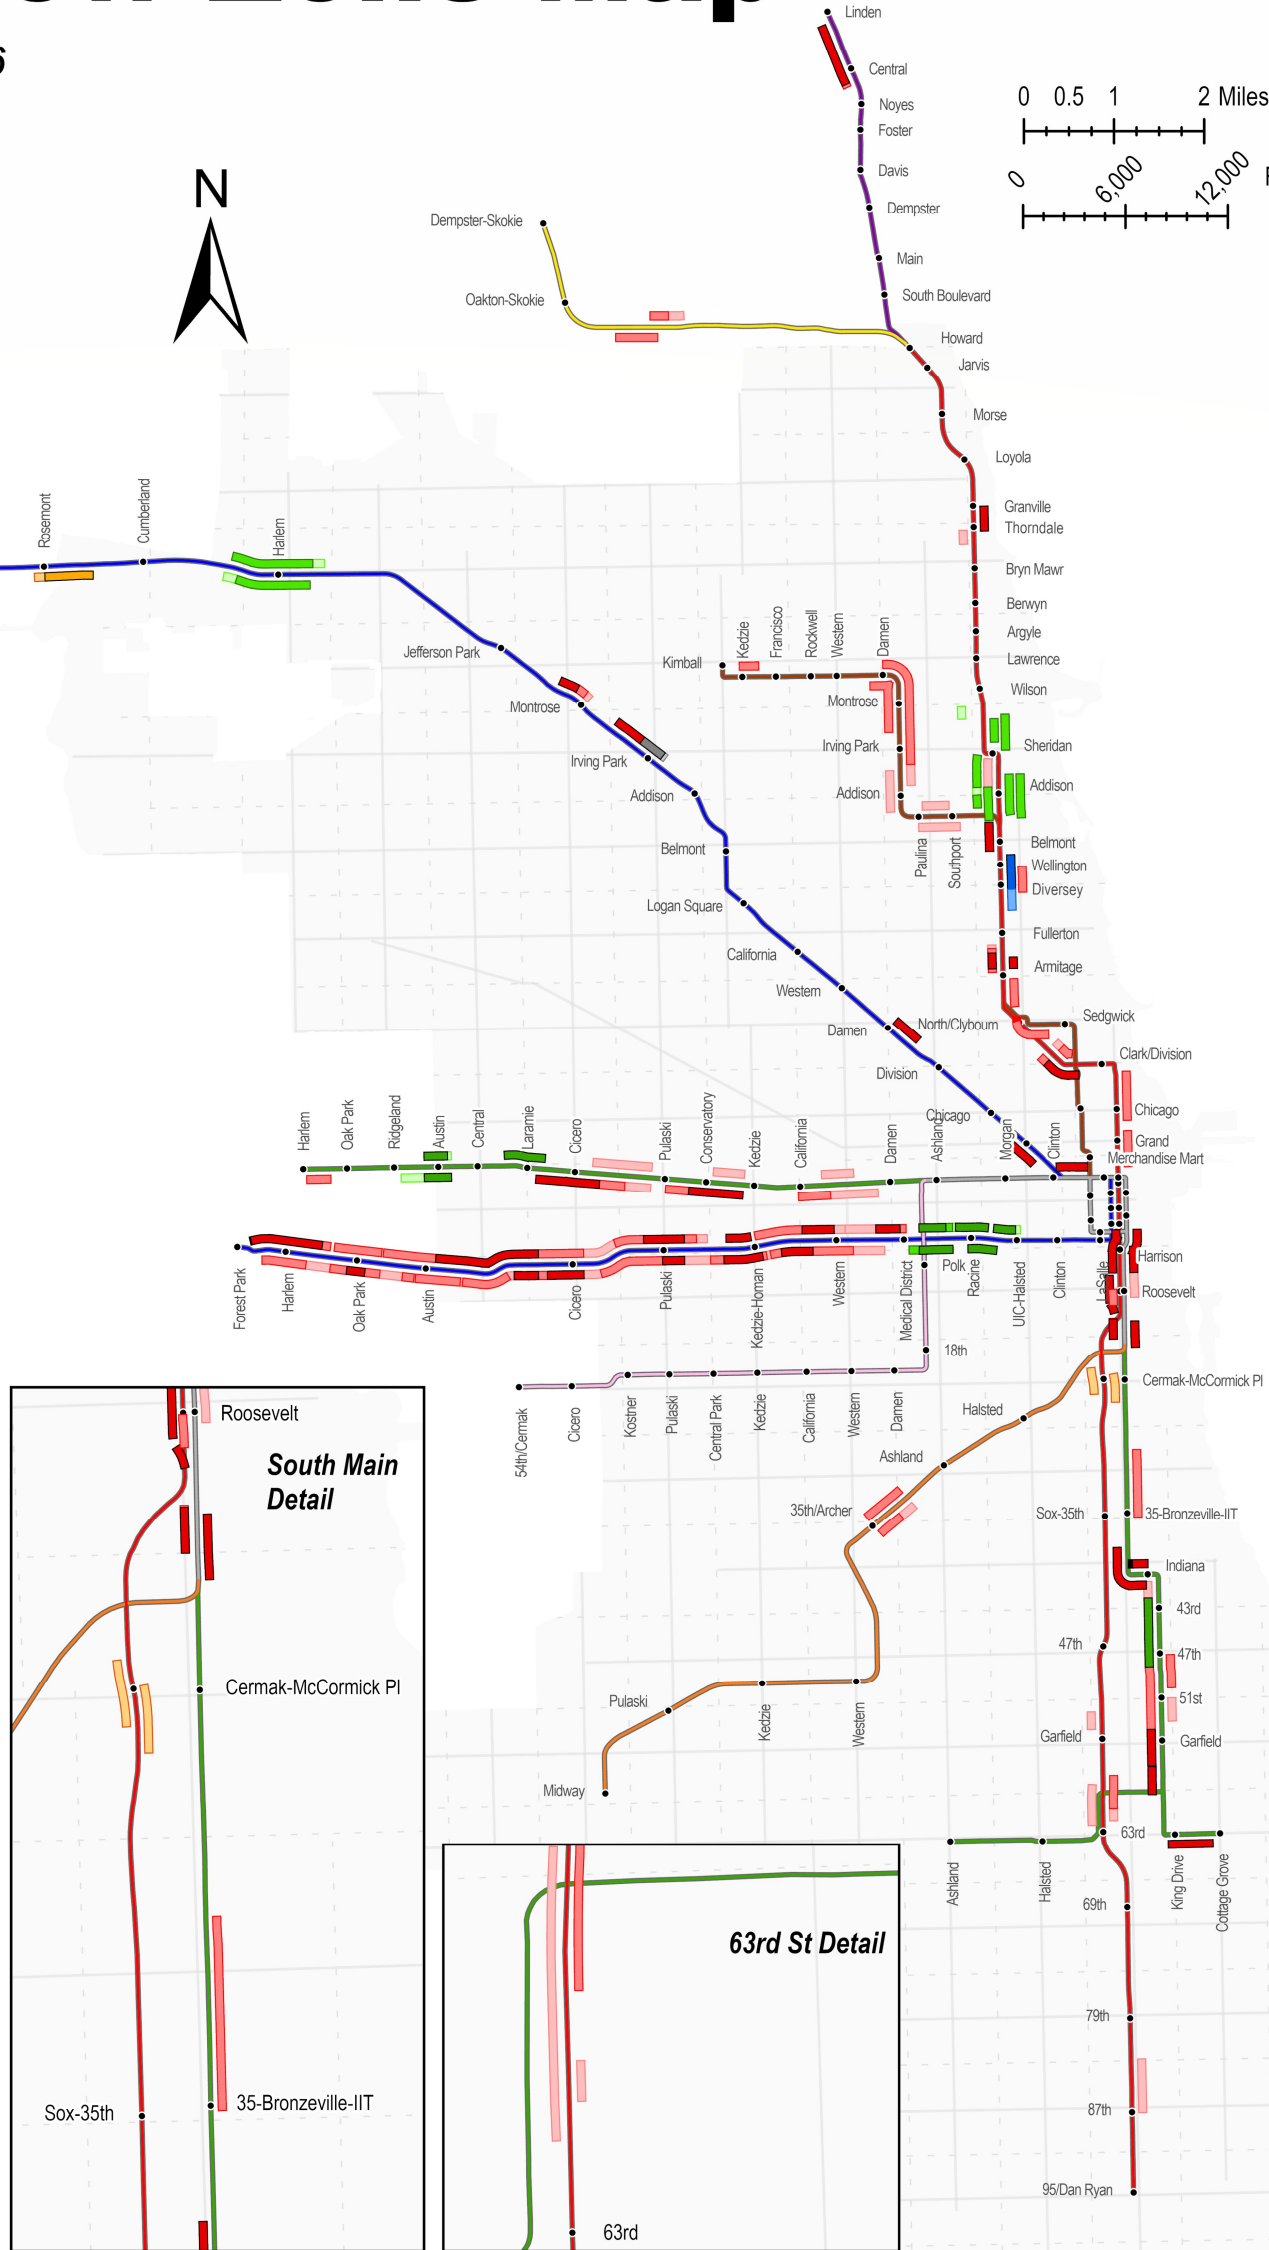 Linden
Central
Noyes
Foster
Davis
Dempster
Main
South Boulevard
Howard
0 0.5 1 2 Miles
0 6,000 12,000
N
Dempster-Skokie
Oakton-Skokie
Jarvis
Morse
Loyola
Granville
Thorndale
Bryn Mawr
Berwyn
Argyle
Lawrence
Wilson
Sheridan
Addison
Belmont
Wellington
Diversey
Fullerton
Armitage
Sedgwick
North/Clybourn
Clark/Division
Chicago
Grand
Merchandise Mart
Rosemont
Cumberland
Harlem
Jefferson Park
Montrose
Irving Park
Addison
Belmont
Logan Square
California
Western
Damen
Division
Chicago
Kimball
Kedzie
Francisco
Rockwell
Western
Damen
Montrose
Irving Park
Addison
Paulina
Southport
Harlem
Oak Park
Ridgeland
Austin
Central
Laramie
Cicero
Pulaski
Conservatory
Kedzie
California
Damen
Ashland
Morgan
Clinton
Forest Park
Harlem
Oak Park
Austin
Cicero
Pulaski
Kedzie-Homan
Western
Medical District
Polk
Racine
UIC-Halsted
Clinton
LaSalle
Harrison
Roosevelt
18th
54th/Cermak
Cicero
Kostner
Pulaski
Central Park
Kedzie
California
Western
Damen
Cermak-McCormick Pl
Halsted
Ashland
35th/Archer
Sox-35th
35-Bronzeville-IIT
Indiana
43rd
47th
47th
51st
Garfield
Garfield
Pulaski
Kedzie
Western
Midway
63rd
Ashland
Halsted
King Drive
Cottage Grove
69th
79th
87th
95/Dan Ryan
Roosevelt
South Main
Detail
Cermak-McCormick Pl
Sox-35th
35-Bronzeville-IIT
63rd St Detail
63rd